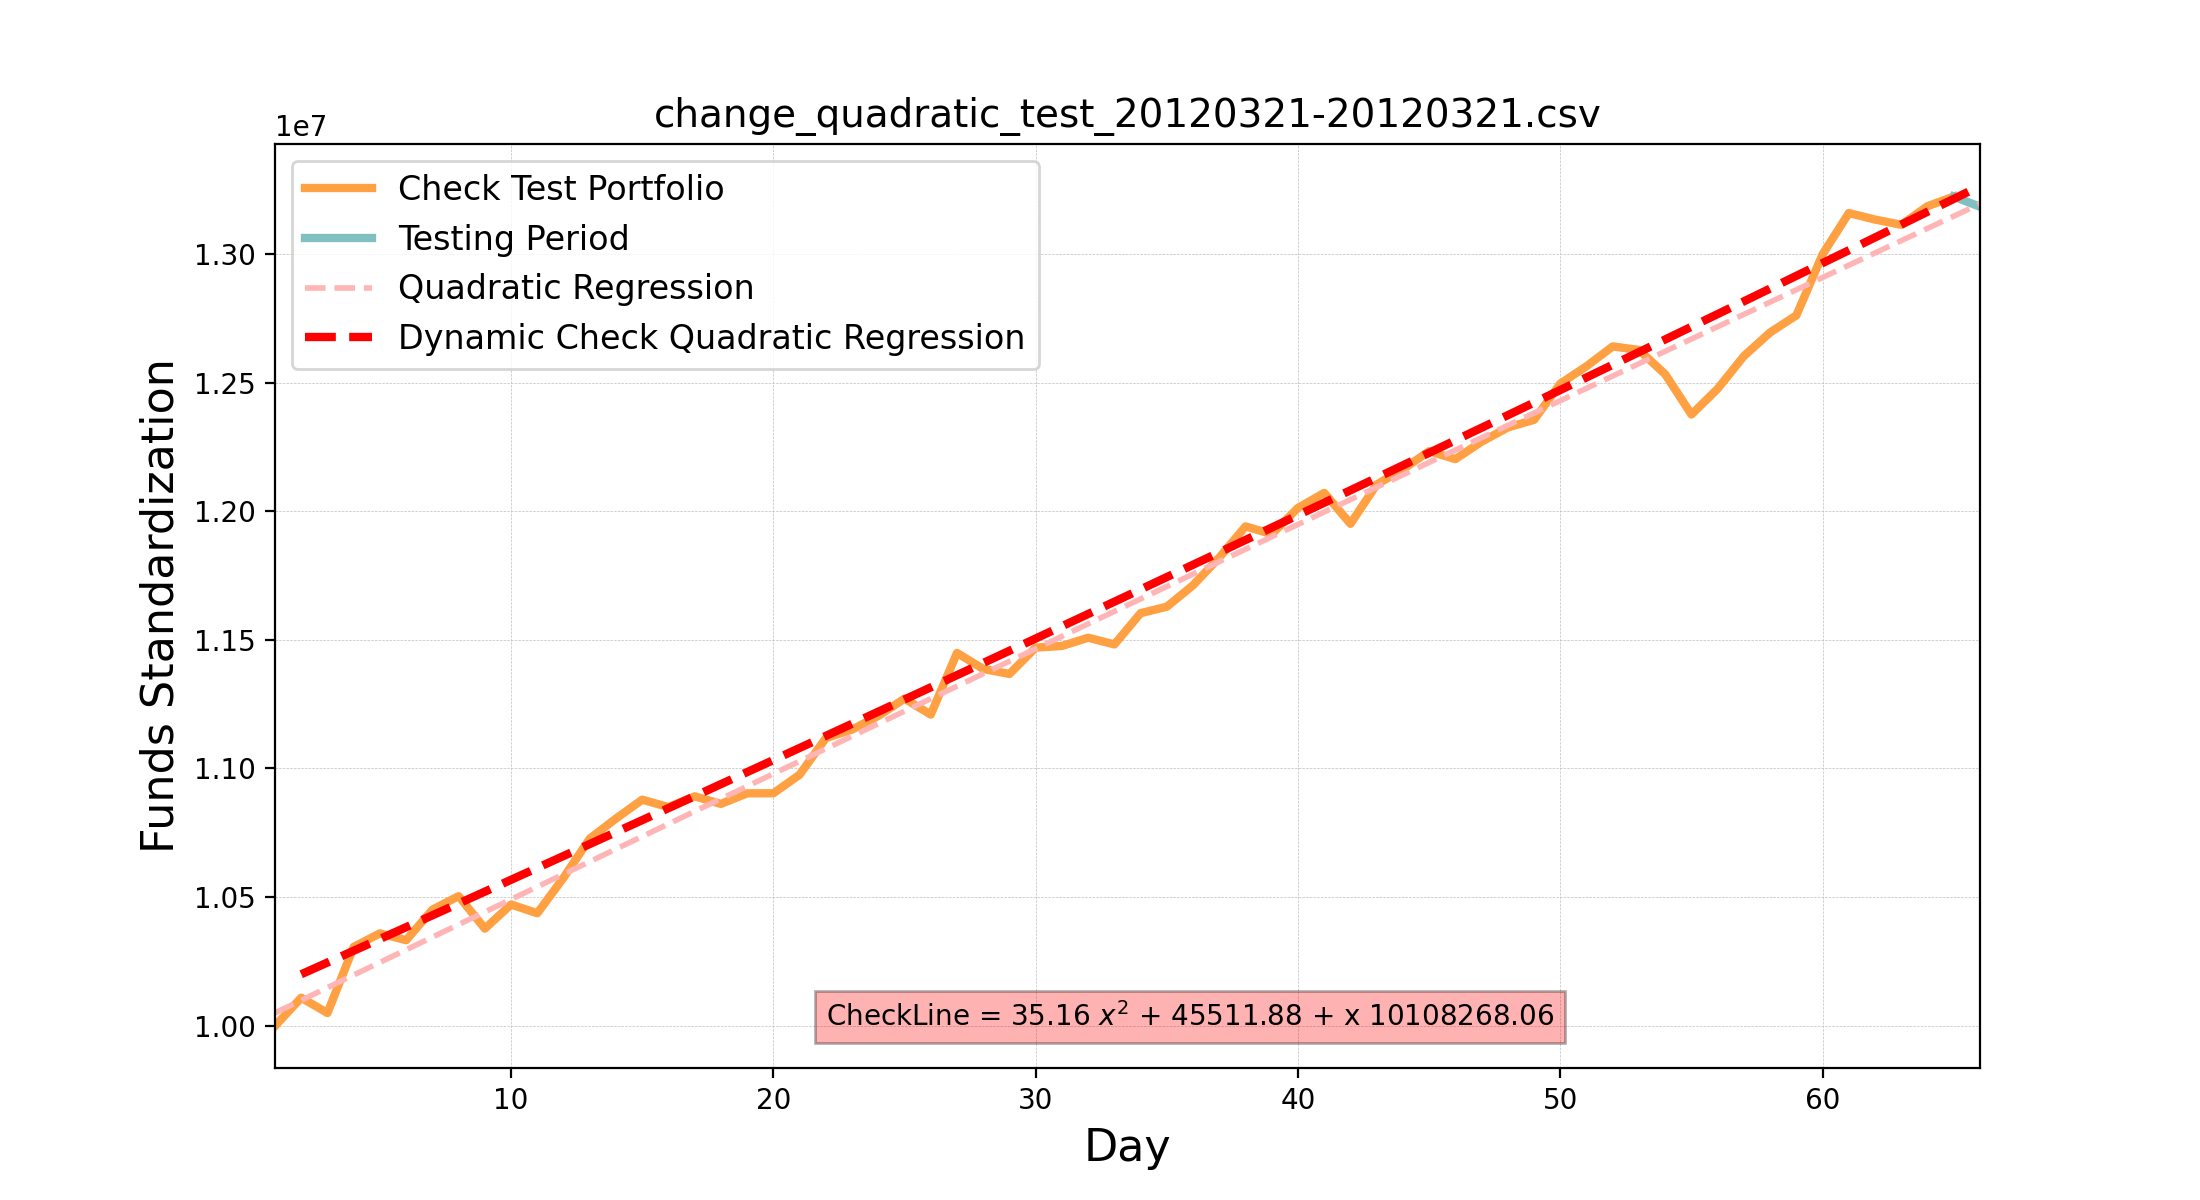 change_quadratic_test_20120321-20120321.csv
1e7
Check Test Portfolio
Testing Period
Quadratic Regression
Dynamic Check Quadratic Regression
1.30
1.25
1.20
1.15
1.10
1.05
1.00
Funds Standardization
CheckLine = 35.16 x² + 45511.88 + x 10108268.06
10 20 30 40 50 60
Day